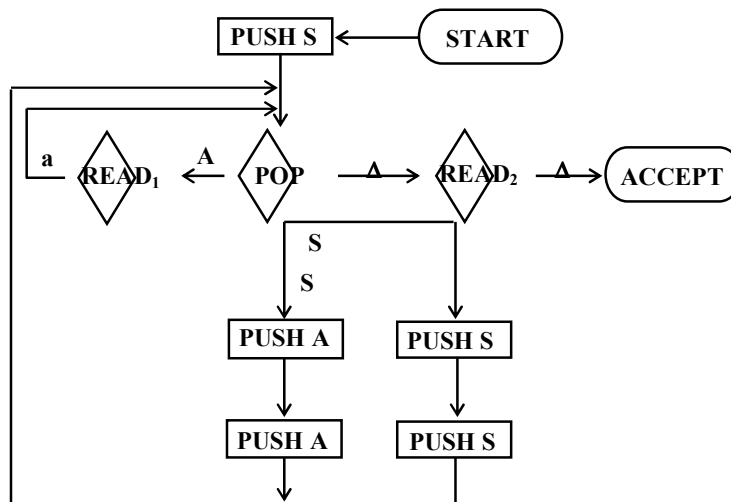 PUSH S
START
a
READ₁
A
POP
Δ
READ₂
Δ
ACCEPT
S
S
PUSH A
PUSH S
PUSH A
PUSH S